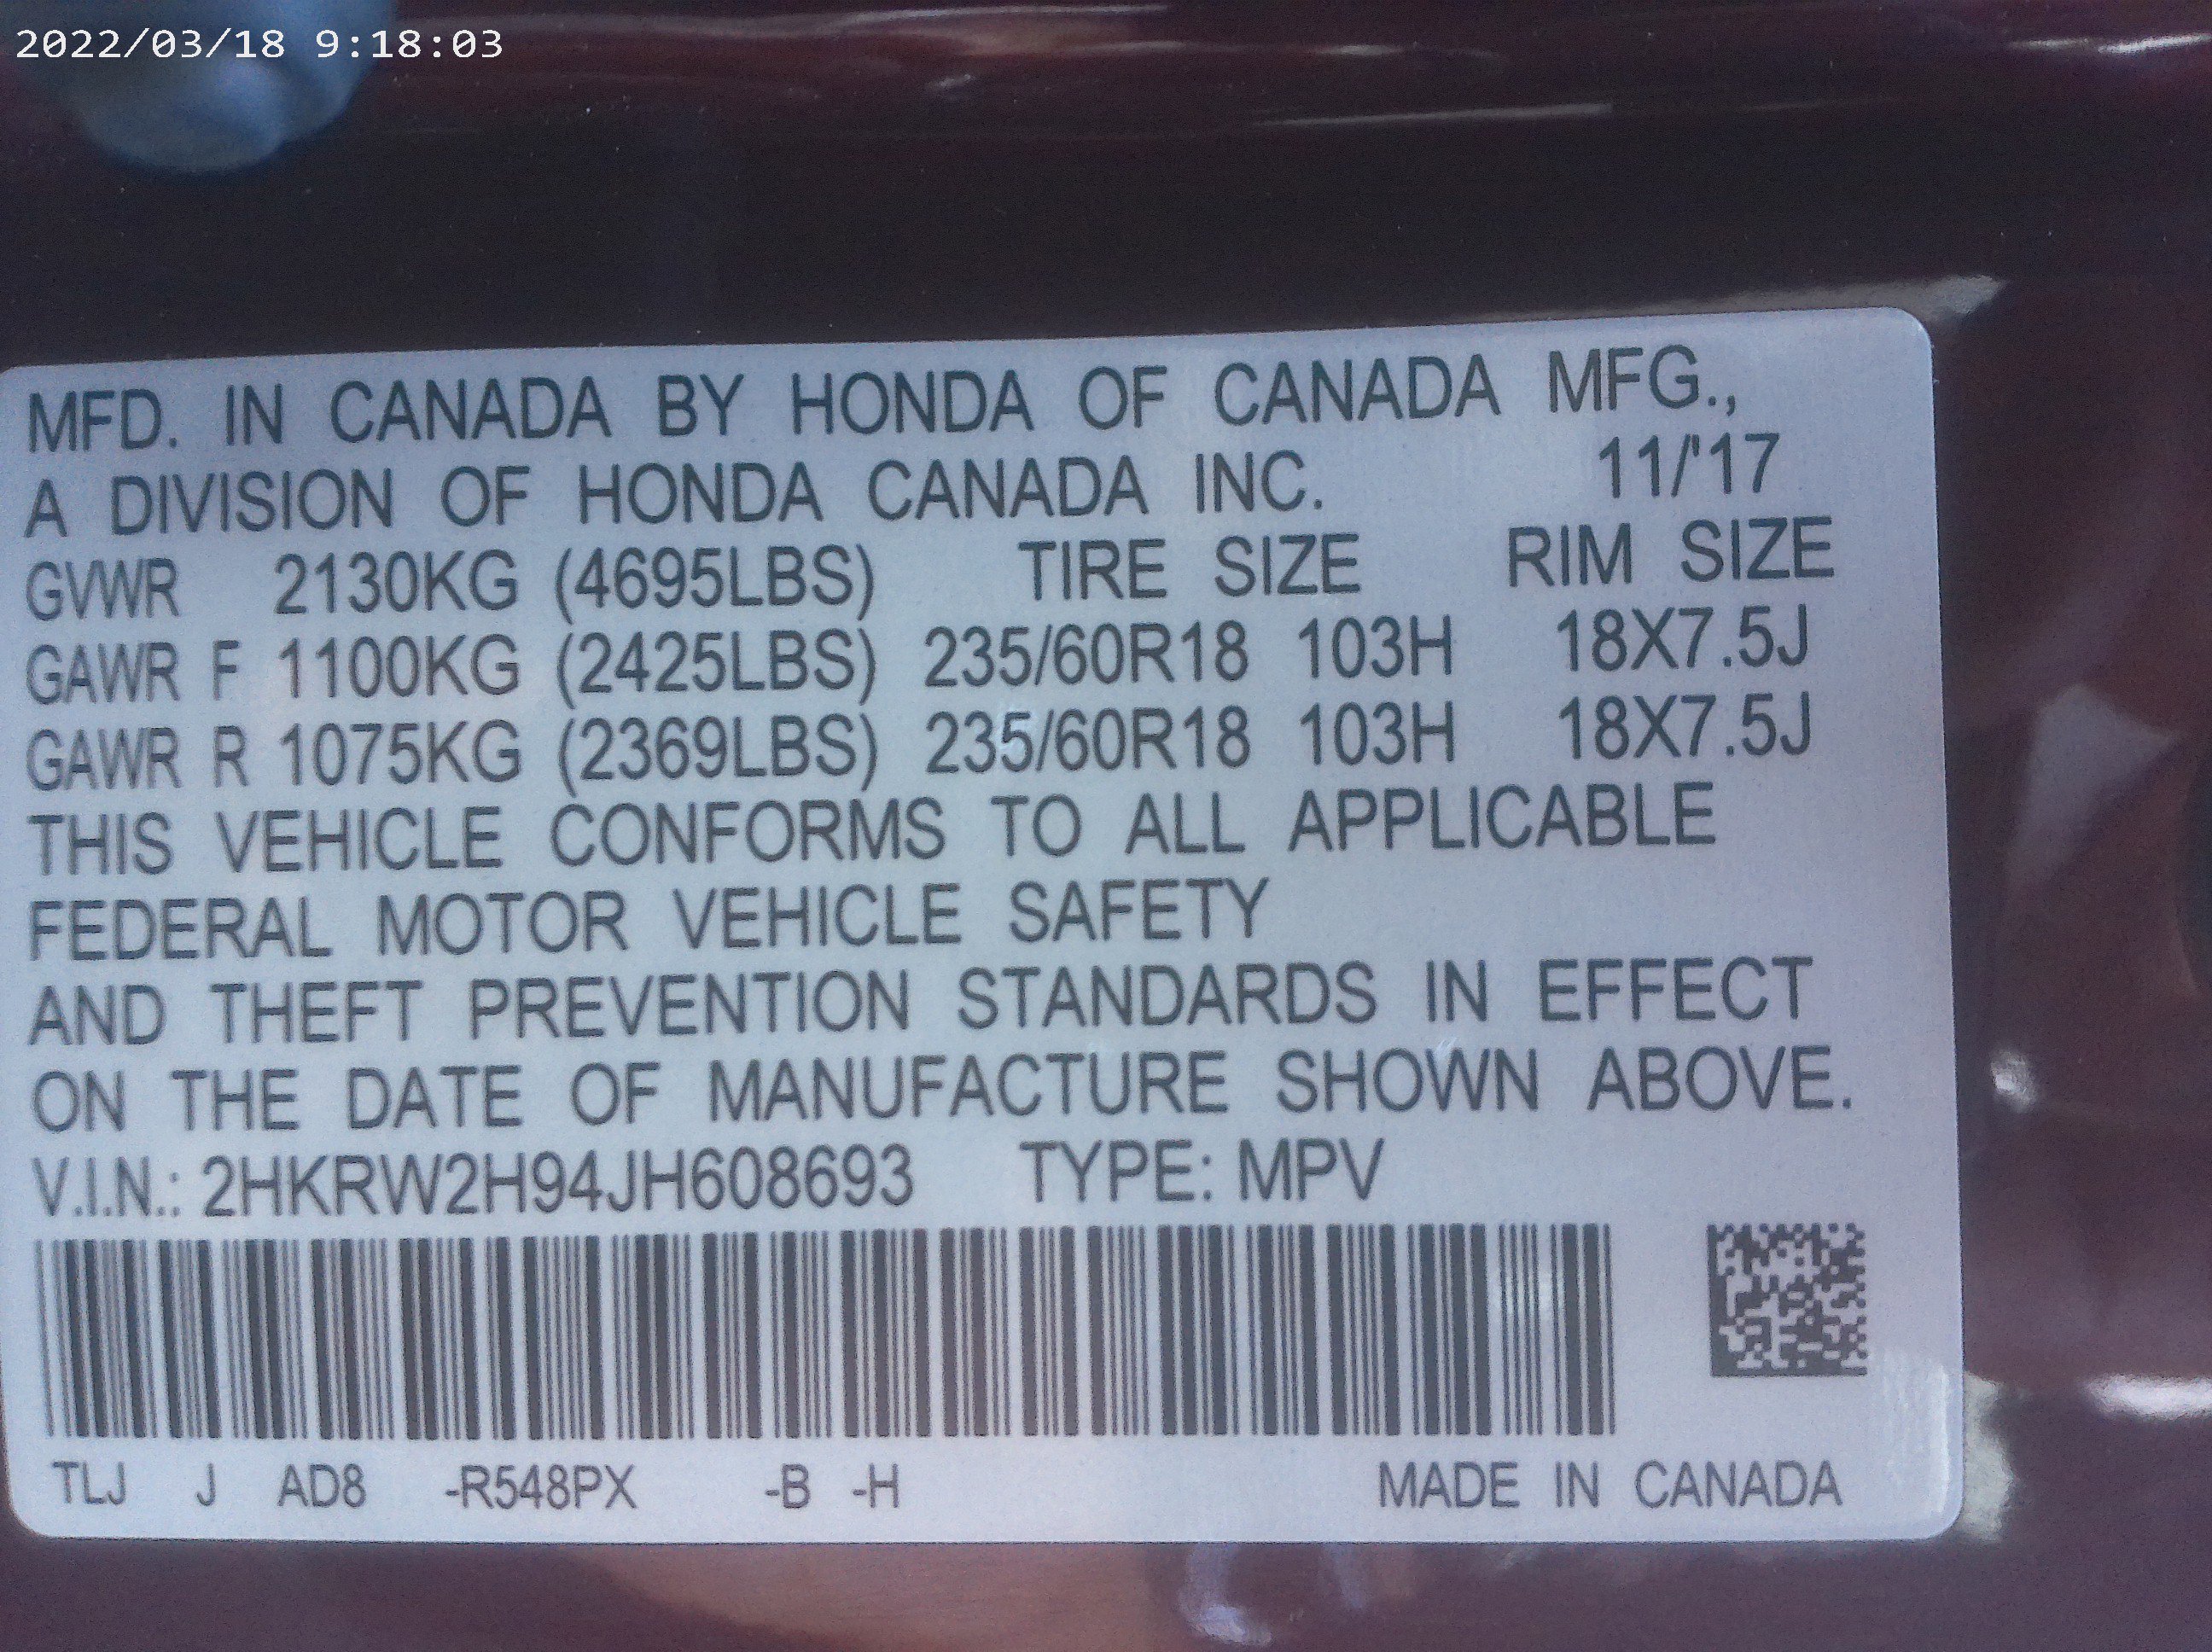 2022/03/18 9:18:03
MFD. IN CANADA BY HONDA OF CANADA MFG.,
A DIVISION OF HONDA CANADA INC. 11/'17
GVWR 2130KG (4695LBS) TIRE SIZE RIM SIZE
GAWR F 1100KG (2425LBS) 235/60R18 103H 18X7.5J
GAWR R 1075KG (2369LBS) 235/60R18 103H 18X7.5J
THIS VEHICLE CONFORMS TO ALL APPLICABLE
FEDERAL MOTOR VEHICLE SAFETY
AND THEFT PREVENTION STANDARDS IN EFFECT
ON THE DATE OF MANUFACTURE SHOWN ABOVE.
V.I.N.: 2HKRW2H94JH608693 TYPE: MPV
TLJ J AD8 -R548PX -B -H MADE IN CANADA